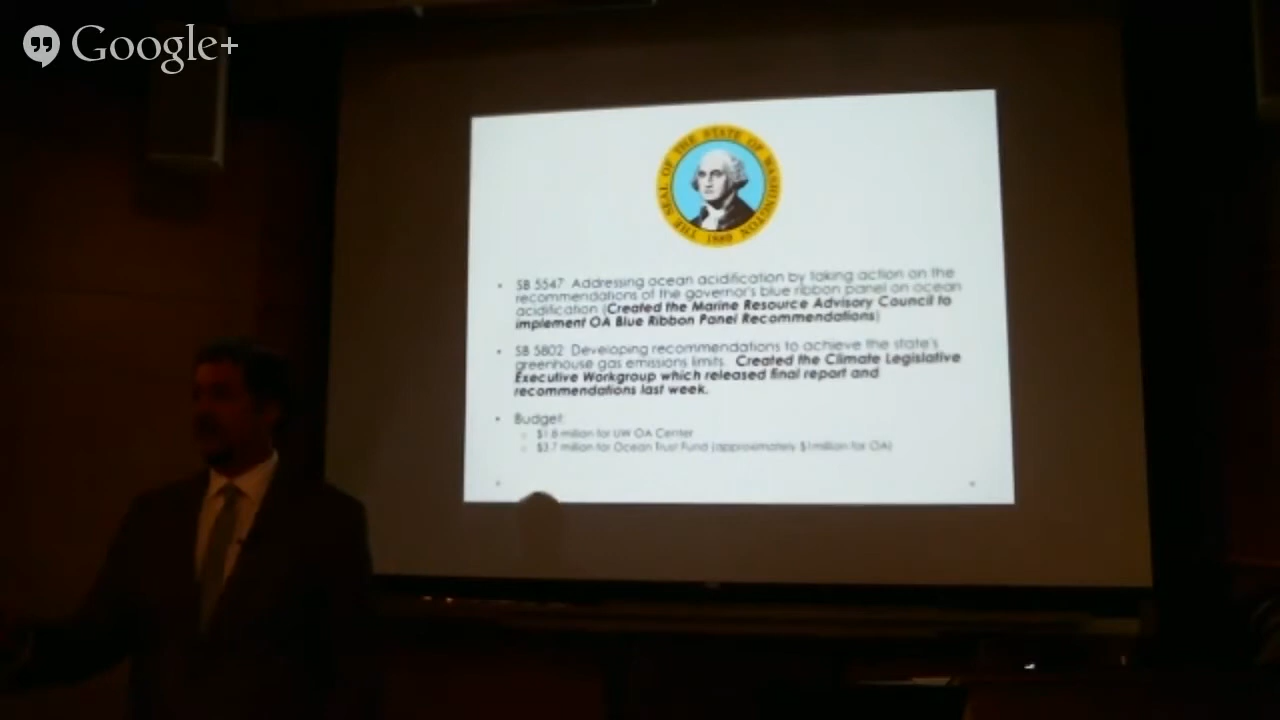 Google+
THE SEAL OF THE STATE OF WASHINGTON
1889
• SB 5547: Addressing ocean acidification by taking action on the
recommendations of the governor's blue ribbon panel on ocean
acidification (Created the Marine Resource Advisory Council to
implement OA Blue Ribbon Panel Recommendations)
• SB 5802: Developing recommendations to achieve the state's
greenhouse gas emissions limits. Created the Climate Legislative
Executive Workgroup which released final report and
recommendations last week.
• Budget:
$1.8 million for UW OA Center
$3.7 million for Ocean Trust Fund (approximately $1million for OA)